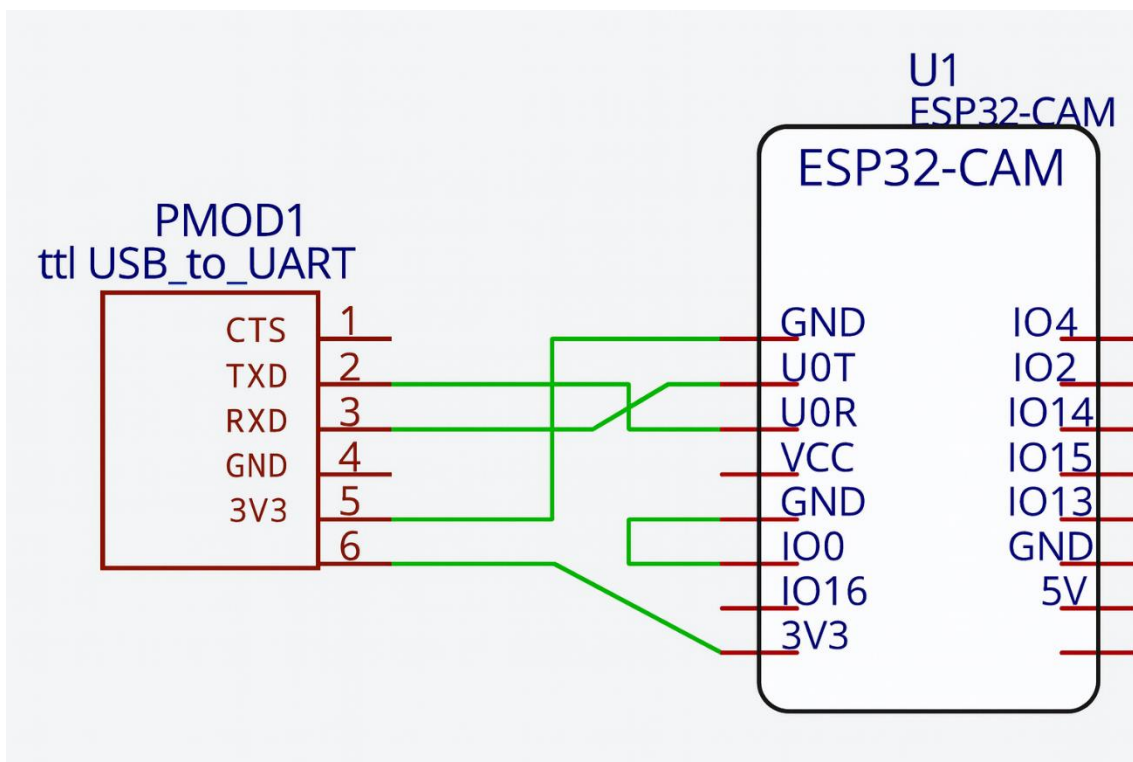 U1
ESP32-CAM
ESP32-CAM
PMOD1
ttl USB_to_UART
CTS 1
TXD 2
RXD 3
GND 4
3V3 5
6
GND IO4
U0T IO2
U0R IO14
VCC IO15
GND IO13
IO0 GND
IO16 5V
3V3